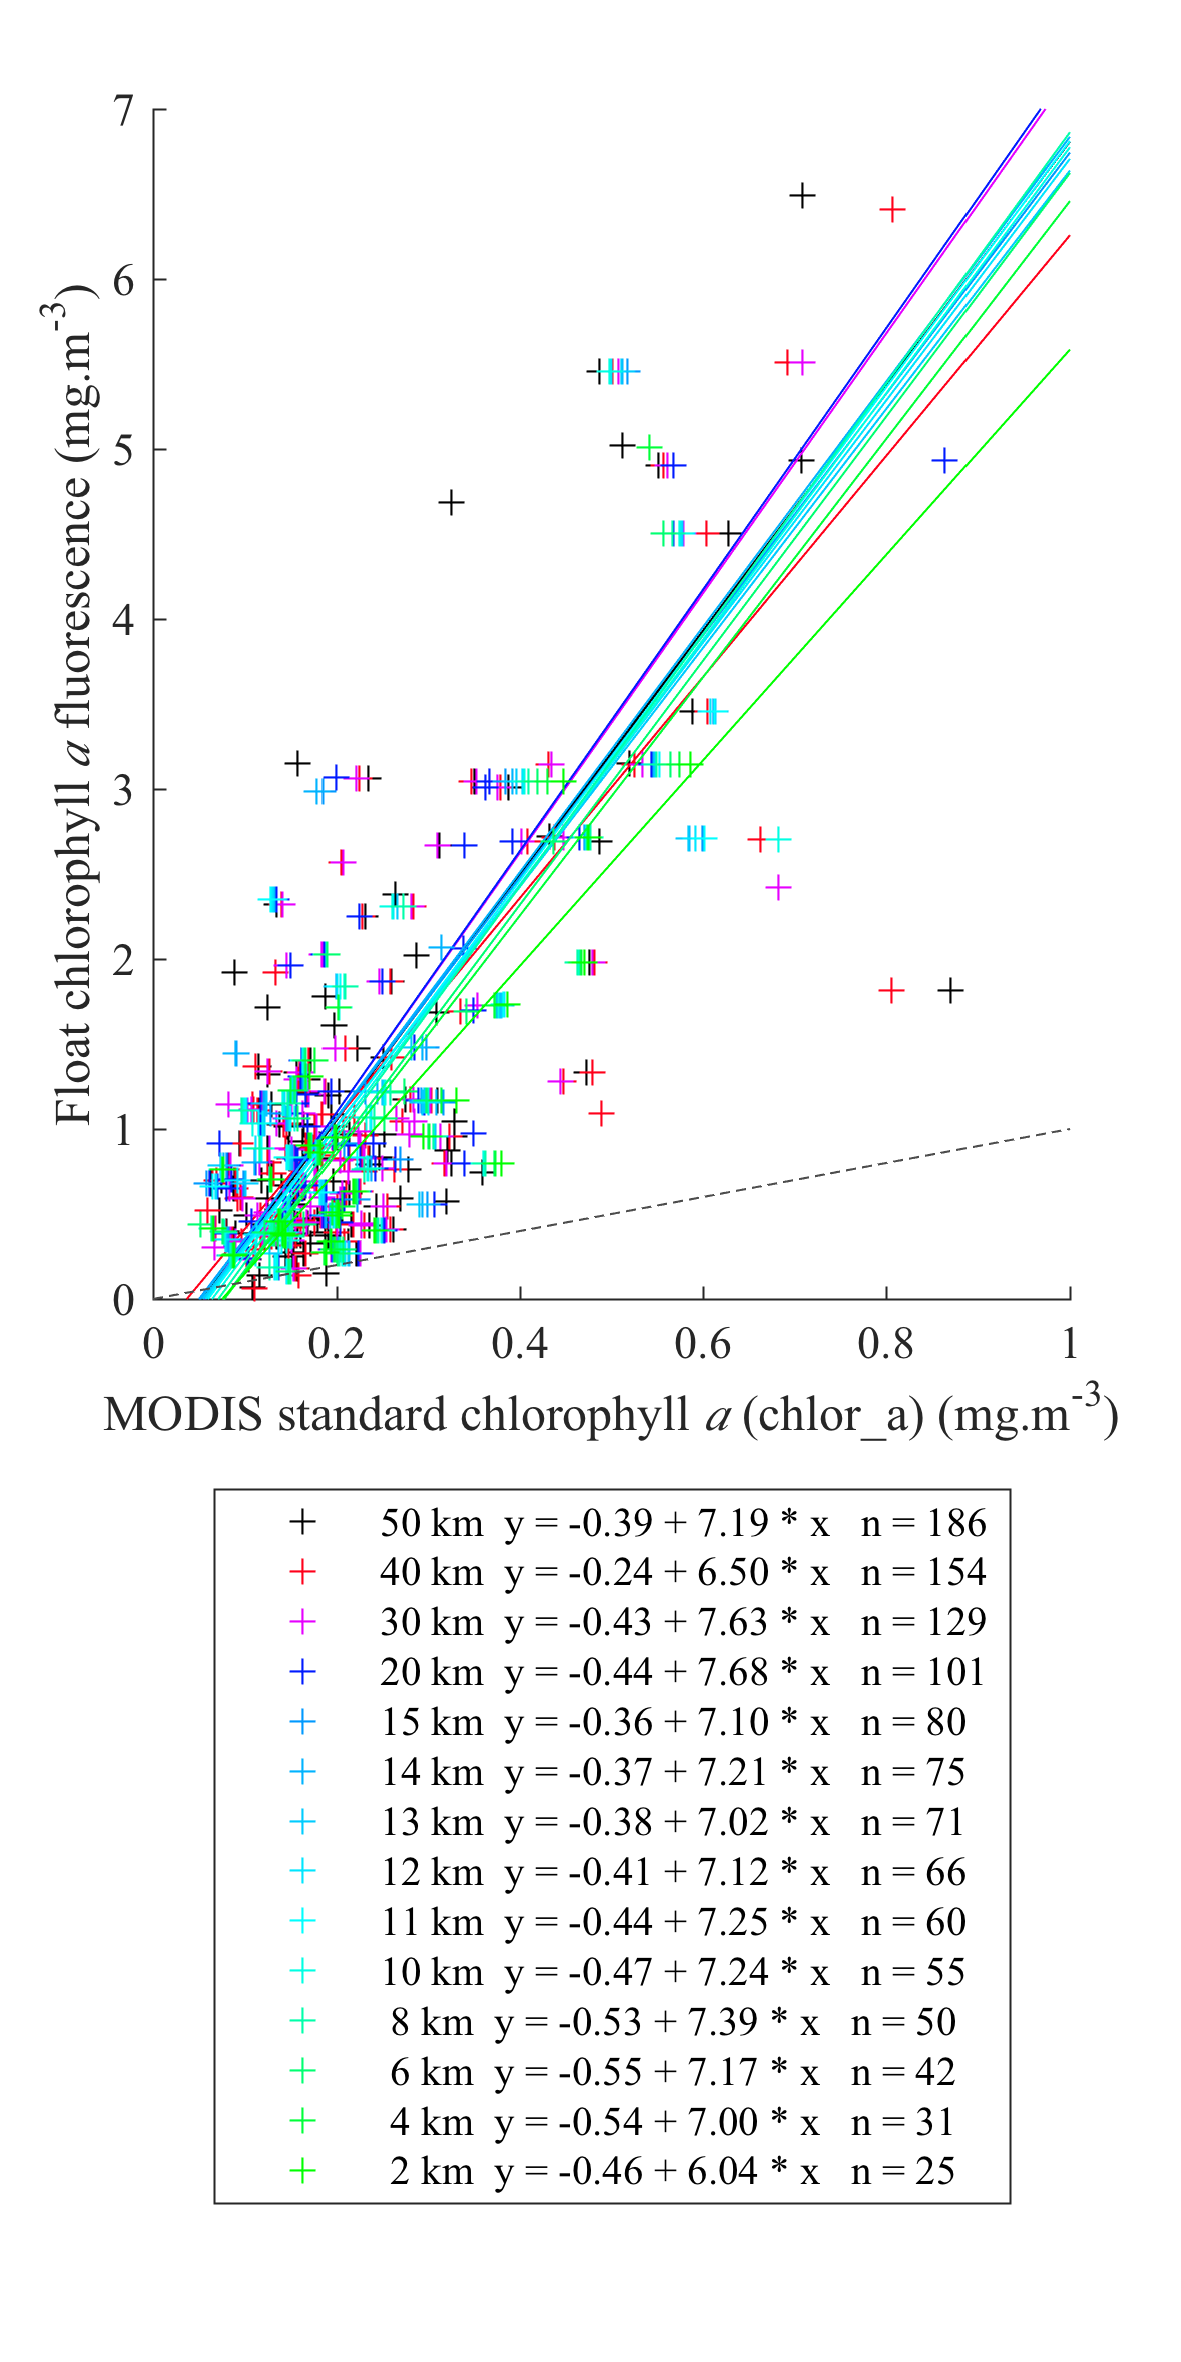 7
6
5
4
3
2
1
0
Float chlorophyll a fluorescence (mg.m-3)
0 0.2 0.4 0.6 0.8 1
MODIS standard chlorophyll a (chlor_a) (mg.m-3)
50 km y = -0.39 + 7.19 * x n = 186
40 km y = -0.24 + 6.50 * x n = 154
30 km y = -0.43 + 7.63 * x n = 129
20 km y = -0.44 + 7.68 * x n = 101
15 km y = -0.36 + 7.10 * x n = 80
14 km y = -0.37 + 7.21 * x n = 75
13 km y = -0.38 + 7.02 * x n = 71
12 km y = -0.41 + 7.12 * x n = 66
11 km y = -0.44 + 7.25 * x n = 60
10 km y = -0.47 + 7.24 * x n = 55
8 km y = -0.53 + 7.39 * x n = 50
6 km y = -0.55 + 7.17 * x n = 42
4 km y = -0.54 + 7.00 * x n = 31
2 km y = -0.46 + 6.04 * x n = 25